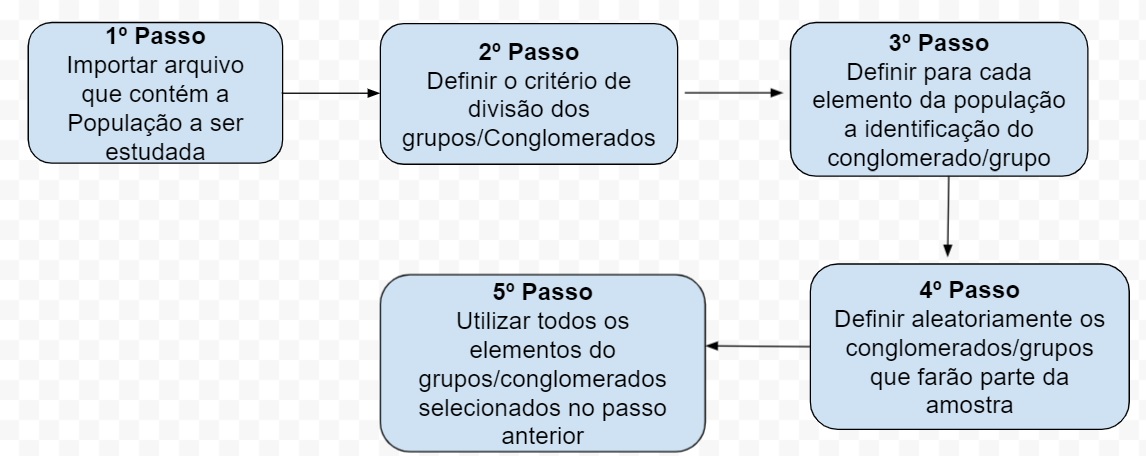 1º Passo
Importar arquivo
que contém a
População a ser
estudada
2º Passo
Definir o critério de
divisão dos
grupos/Conglomerados
3º Passo
Definir para cada
elemento da população
a identificação do
conglomerado/grupo
4º Passo
Definir aleatoriamente os
conglomerados/grupos
que farão parte da
amostra
5º Passo
Utilizar todos os
elementos do
grupos/conglomerados
selecionados no passo
anterior